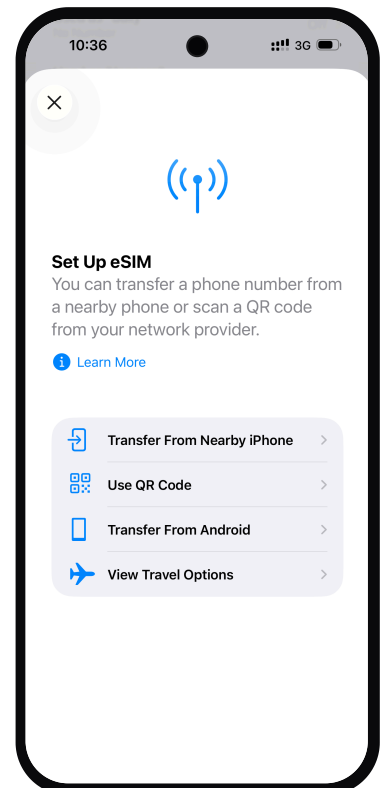 10:36
3G
Set Up eSIM
You can transfer a phone number from
a nearby phone or scan a QR code
from your network provider.
Learn More
Transfer From Nearby iPhone
Use QR Code
Transfer From Android
View Travel Options